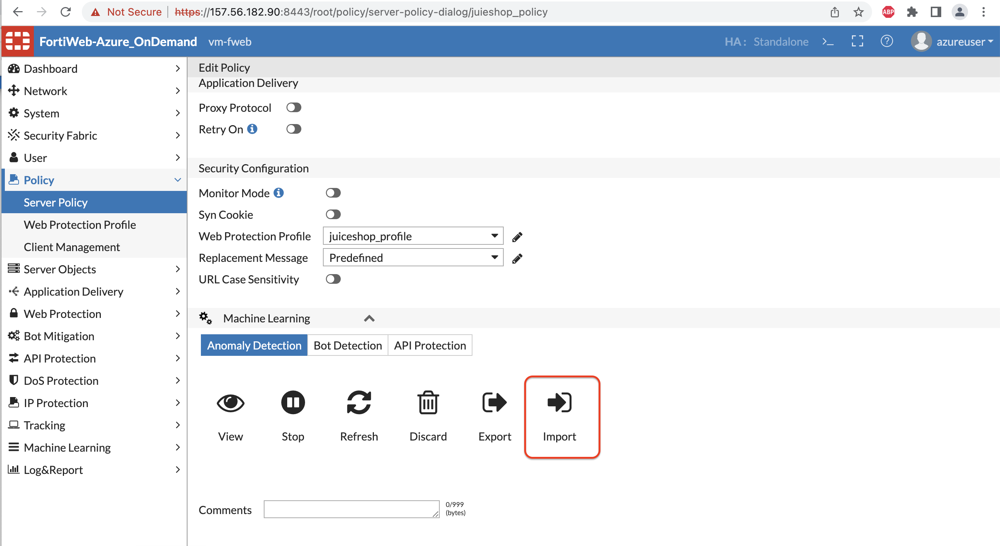 Not Secure https://157.56.182.90:8443/root/policy/server-policy-dialog/juieshop_policy ABP
FortiWeb-Azure_OnDemand vm-fweb HA: Standalone >_ ? azureuser
Dashboard
Network
System
Security Fabric
User
Policy
Server Policy
Web Protection Profile
Client Management
Server Objects
Application Delivery
Web Protection
Bot Mitigation
API Protection
DoS Protection
IP Protection
Tracking
Machine Learning
Log&Report
Edit Policy
Application Delivery
Proxy Protocol
Retry On
Security Configuration
Monitor Mode
Syn Cookie
Web Protection Profile juiceshop_profile
Replacement Message Predefined
URL Case Sensitivity
Machine Learning
Anomaly Detection Bot Detection API Protection
View Stop Refresh Discard Export Import
Comments 0/999
(bytes)